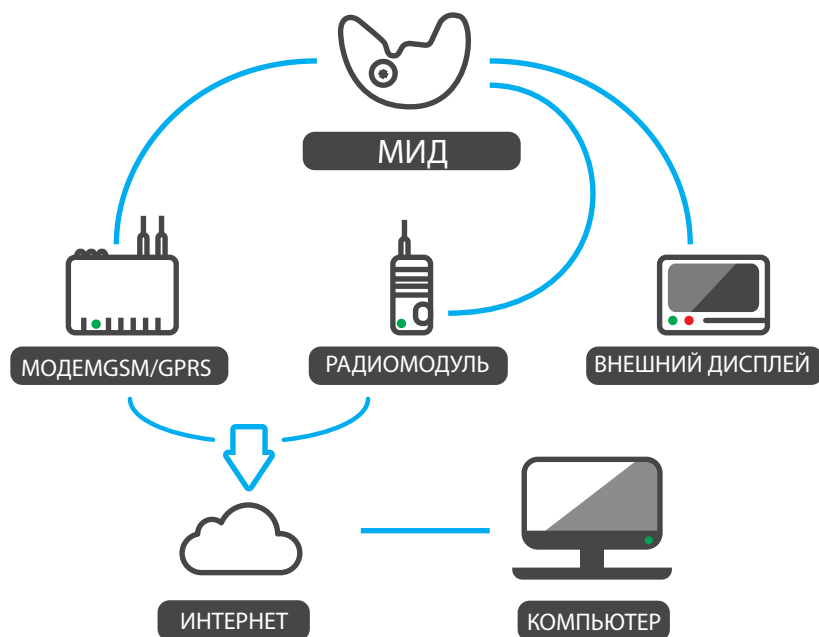 МИД
МОДЕМGSM/GPRS
РАДИОМОДУЛЬ
ВНЕШНИЙ ДИСПЛЕЙ
ИНТЕРНЕТ
КОМПЬЮТЕР